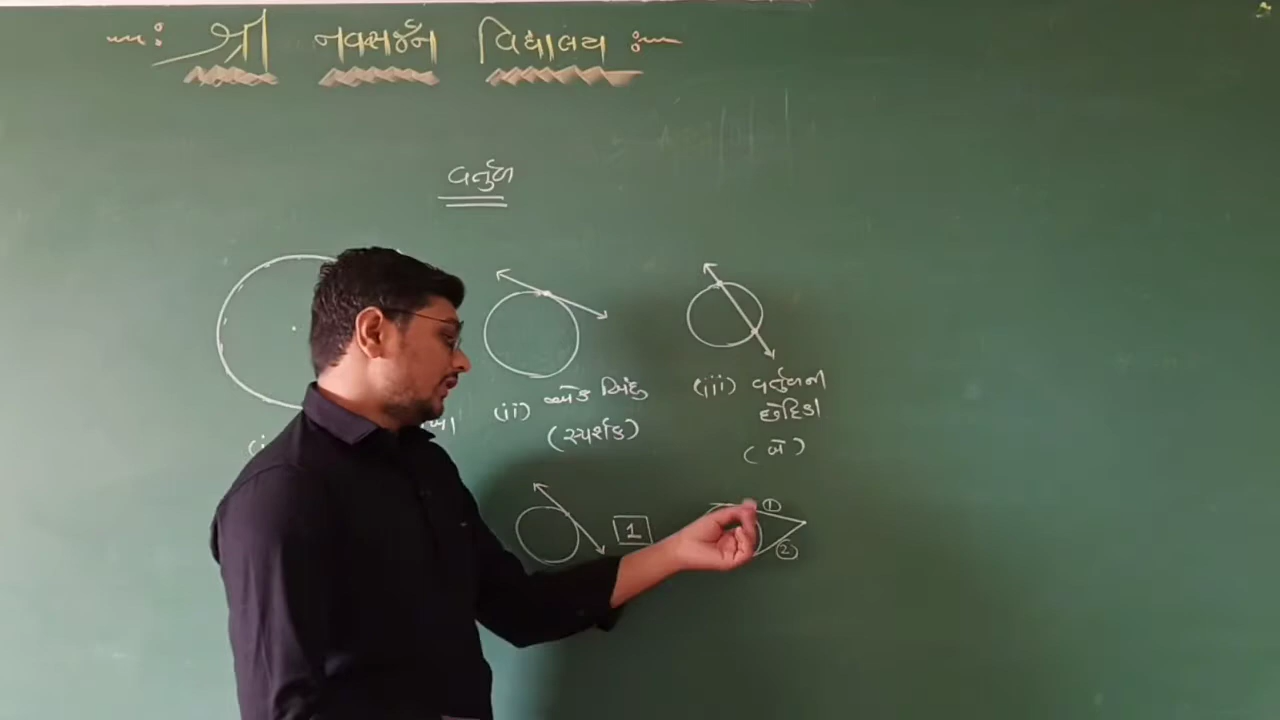 શ્રી નવસર્જન વિદ્યાલય
વર્તુળ
(ii) એક બિંદુ
(સ્પર્શક)
(iii) વર્તુળની
છેદિકા
(બે)
1
①
②